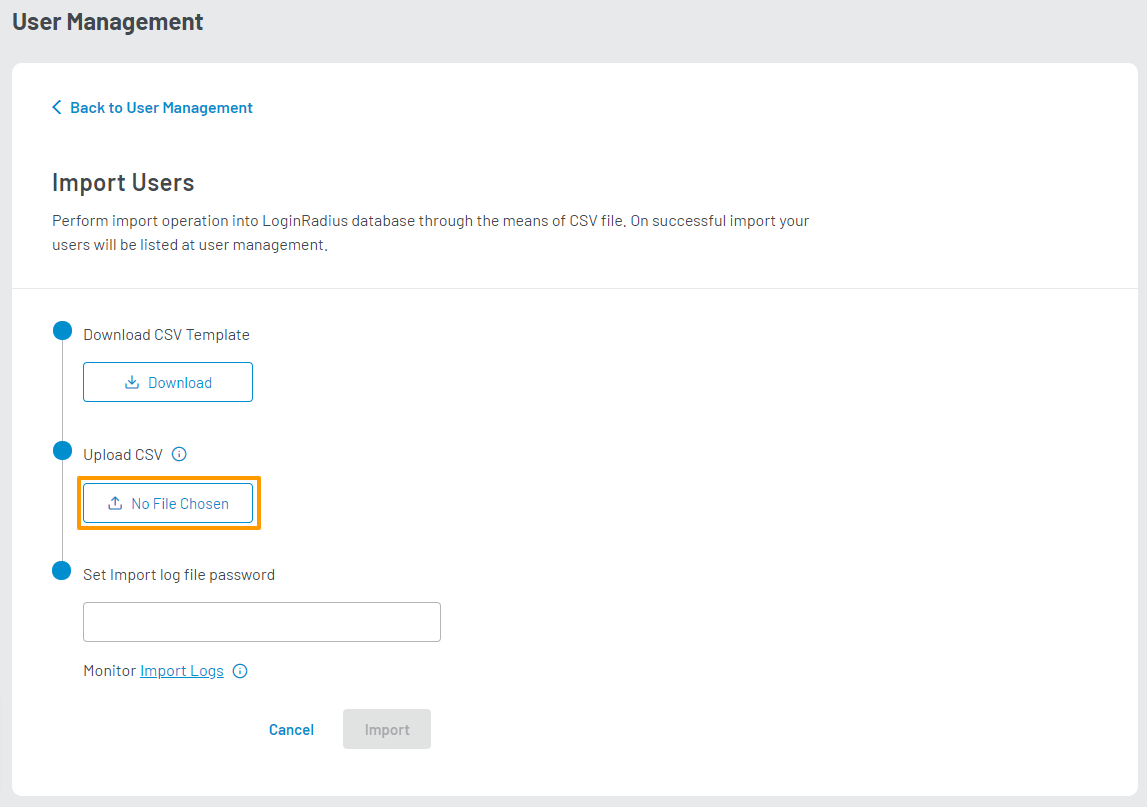 User Management
Back to User Management
Import Users
Perform import operation into LoginRadius database through the means of CSV file. On successful import your
users will be listed at user management.
Download CSV Template
Download
Upload CSV
No File Chosen
Set Import log file password
Monitor Import Logs
Cancel
Import